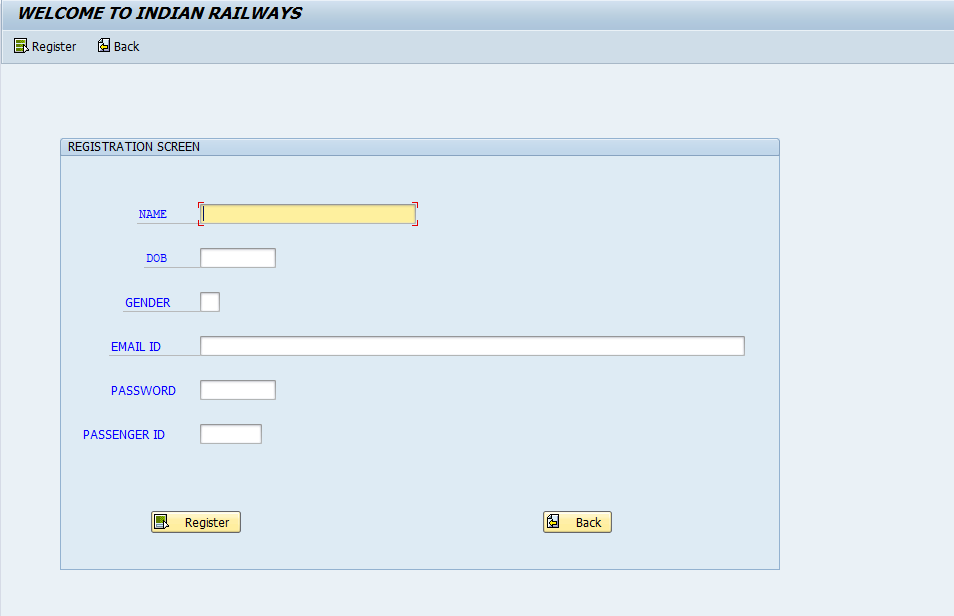 WELCOME TO INDIAN RAILWAYS
Register Back
REGISTRATION SCREEN
NAME
DOB
GENDER
EMAIL ID
PASSWORD
PASSENGER ID
Register Back